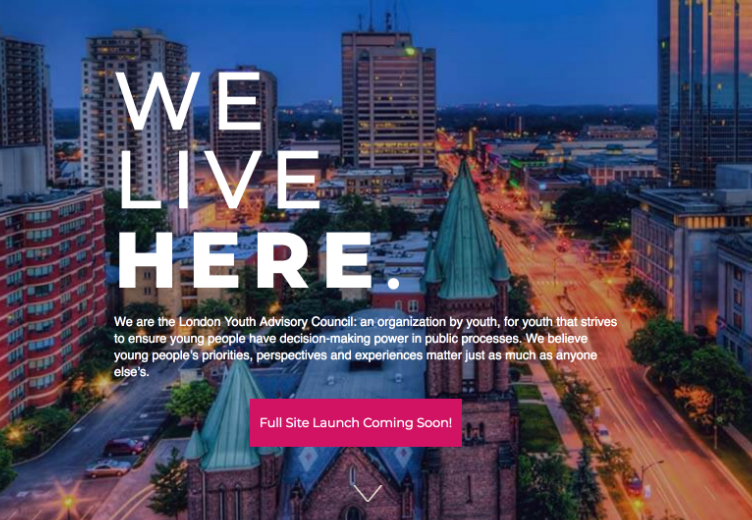 WE
LIVE
HERE.
We are the London Youth Advisory Council: an organization by youth, for youth that strives
to ensure young people have decision-making power in public processes. We believe
young people's priorities, perspectives and experiences matter just as much as anyone
else's.
Full Site Launch Coming Soon!